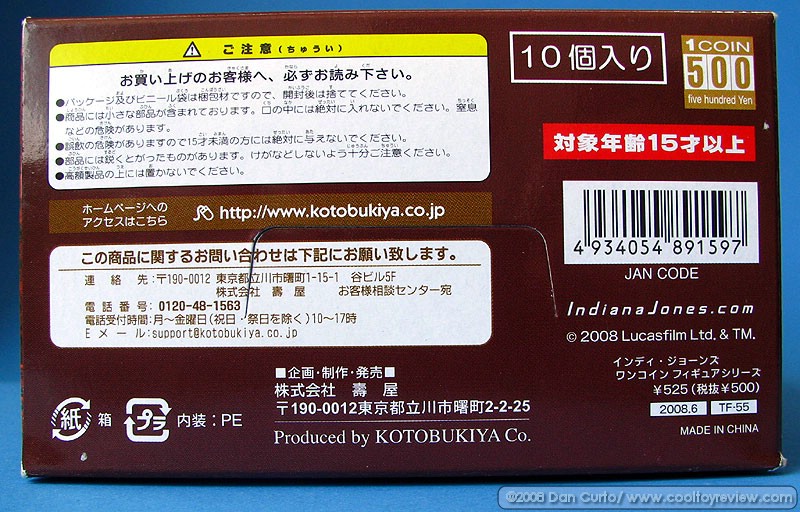 ご注意(ちゅうい)
お買い上げのお客様へ、必ずお読み下さい。
●パッケージ及びビニール袋は梱包材ですので、開封後は捨ててください。
●商品には小さな部品が含まれております。口の中には絶対に入れないでください。窒息
などの危険があります。
●誤飲の危険がありますので15才未満の方には絶対に与えないでください。
●部品には鋭くとがったものがあります。けがなどしないよう十分ご注意ください。
●高額製品の上には置かないでください。
10個入り
1COIN
500
five hundred Yen
対象年齢15才以上
ホームページへの
アクセスはこちら
http://www.kotobukiya.co.jp
4 934054 891597
JAN CODE
この商品に関するお問い合わせは下記にお願い致します。
連絡先:〒190-0012 東京都立川市曙町1-15-1 谷ビル5F
株式会社 壽屋 お客様相談センター宛
電話番号:0120-48-1563
電話受付時間:月～金曜日(祝日・祭日を除く)10～17時
Eメール:support@kotobukiya.co.jp
IndianaJones.com
© 2008 Lucasfilm Ltd. & TM.
インディ・ジョーンズ
ワンコイン フィギュアシリーズ
¥525(税抜¥500)
2008.6 TF-55
MADE IN CHINA
■企画・制作・発売■
株式会社 壽屋
〒190-0012東京都立川市曙町2-2-25
Produced by KOTOBUKIYA Co.
紙 箱
プラ 内装:PE
©2008 Dan Curto/ www.cooltoyreview.com